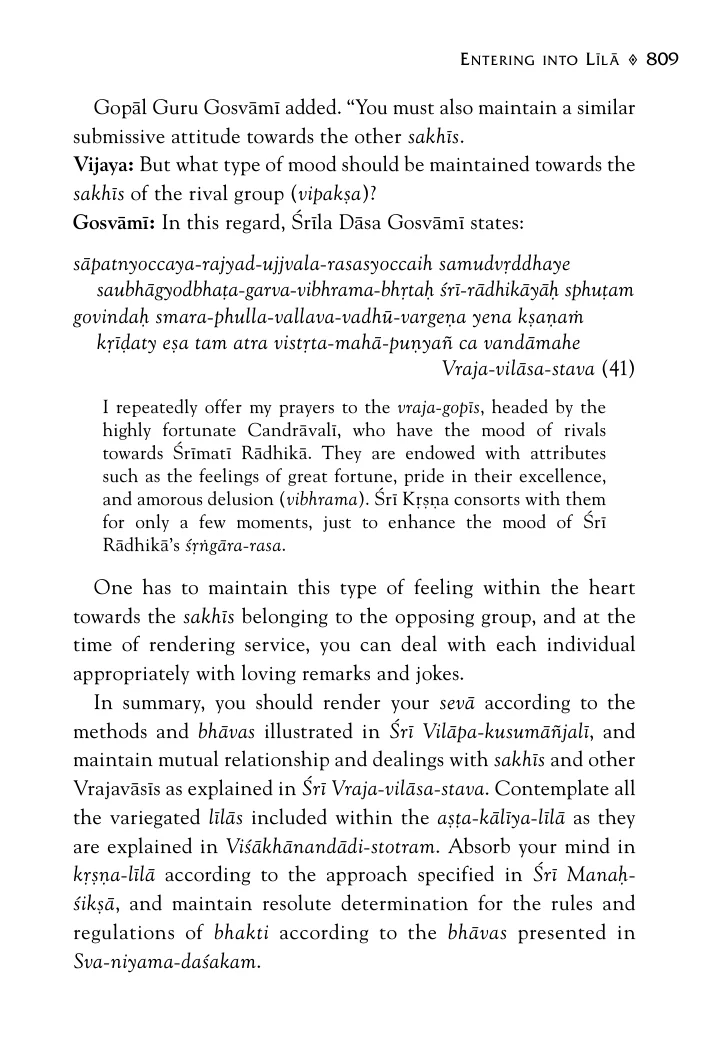 ENTERING INTO LĪLĀ ◈ 809
Gopāl Guru Gosvāmī added. “You must also maintain a similar
submissive attitude towards the other sakhīs.
Vijaya: But what type of mood should be maintained towards the
sakhīs of the rival group (vipakṣa)?
Gosvāmī: In this regard, Śrīla Dāsa Gosvāmī states:
sāpatnyoccaya-rajyad-ujjvala-rasasyoccaih samudvṛddhaye
saubhāgyodbhaṭa-garva-vibhrama-bhṛtaḥ śrī-rādhikāyāḥ sphuṭam
govindaḥ smara-phulla-vallava-vadhū-vargeṇa yena kṣaṇaṁ
kṛīḍaty eṣa tam atra vistṛta-mahā-puṇyañ ca vandāmahe
Vraja-vilāsa-stava (41)
I repeatedly offer my prayers to the vraja-gopīs, headed by the
highly fortunate Candrāvalī, who have the mood of rivals
towards Śrīmatī Rādhikā. They are endowed with attributes
such as the feelings of great fortune, pride in their excellence,
and amorous delusion (vibhrama). Śrī Kṛṣṇa consorts with them
for only a few moments, just to enhance the mood of Śrī
Rādhikā’s śṛṅgāra-rasa.
One has to maintain this type of feeling within the heart
towards the sakhīs belonging to the opposing group, and at the
time of rendering service, you can deal with each individual
appropriately with loving remarks and jokes.
In summary, you should render your sevā according to the
methods and bhāvas illustrated in Śrī Vilāpa-kusumāñjalī, and
maintain mutual relationship and dealings with sakhīs and other
Vrajavāsīs as explained in Śrī Vraja-vilāsa-stava. Contemplate all
the variegated līlās included within the aṣṭa-kālīya-līlā as they
are explained in Viśākhānandādi-stotram. Absorb your mind in
kṛṣṇa-līlā according to the approach specified in Śrī Manaḥ-
śikṣā, and maintain resolute determination for the rules and
regulations of bhakti according to the bhāvas presented in
Sva-niyama-daśakam.